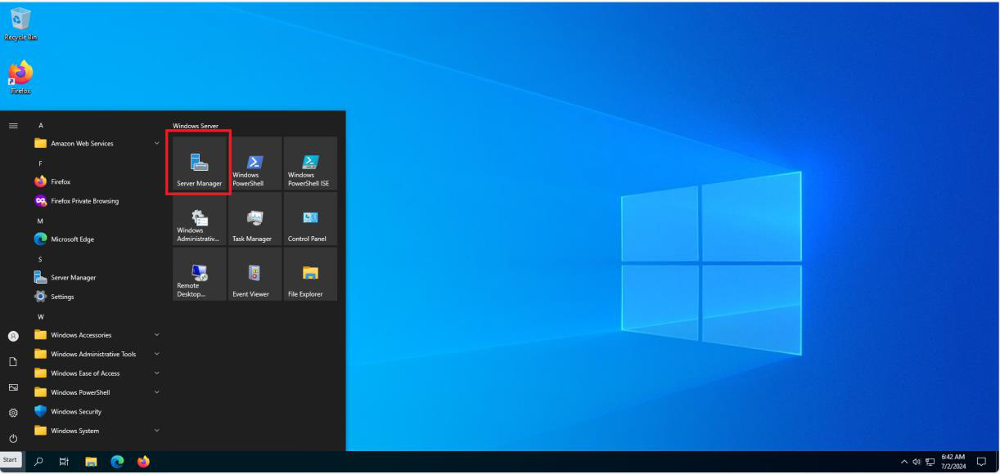 Recycle Bin
Firefox
A
Amazon Web Services
F
Firefox
Firefox Private Browsing
M
Microsoft Edge
S
Server Manager
Settings
W
Windows Accessories
Windows Administrative Tools
Windows Ease of Access
Windows PowerShell
Windows Security
Windows System
Windows Server
Server Manager
Windows
PowerShell
Windows
PowerShell ISE
Windows
Administrativ...
Task Manager
Control Panel
Remote
Desktop...
Event Viewer
File Explorer
Start
6:42 AM
7/2/2024